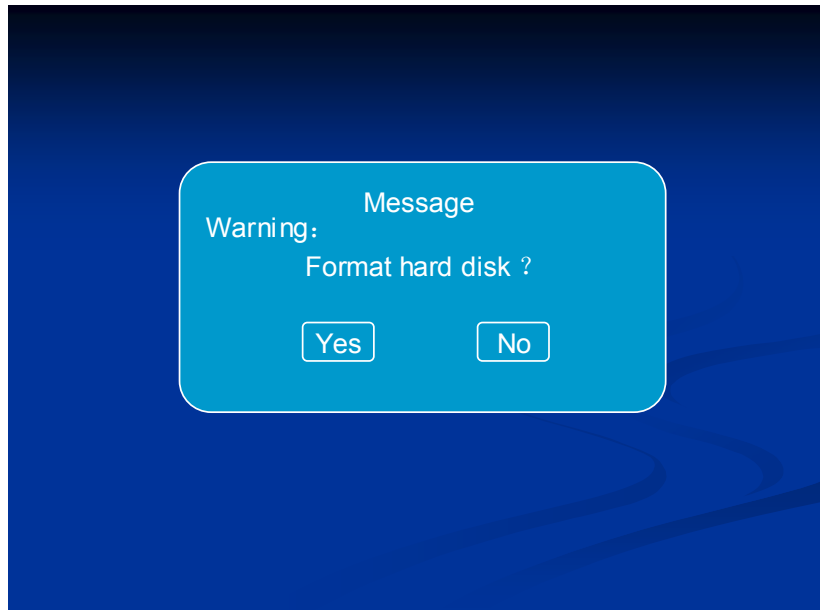 Message
Warning：
Format hard disk ？
Yes No